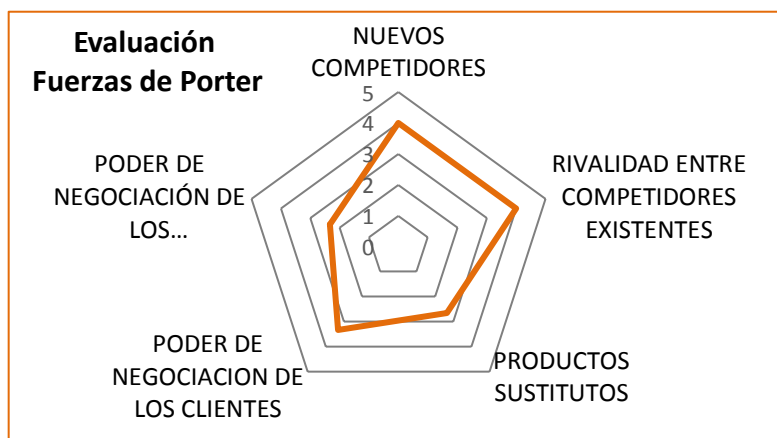 Evaluación
Fuerzas de Porter
NUEVOS
COMPETIDORES
5
4
3
2
1
0
RIVALIDAD ENTRE
COMPETIDORES
EXISTENTES
PRODUCTOS
SUSTITUTOS
PODER DE
NEGOCIACION DE
LOS CLIENTES
PODER DE
NEGOCIACIÓN DE
LOS...